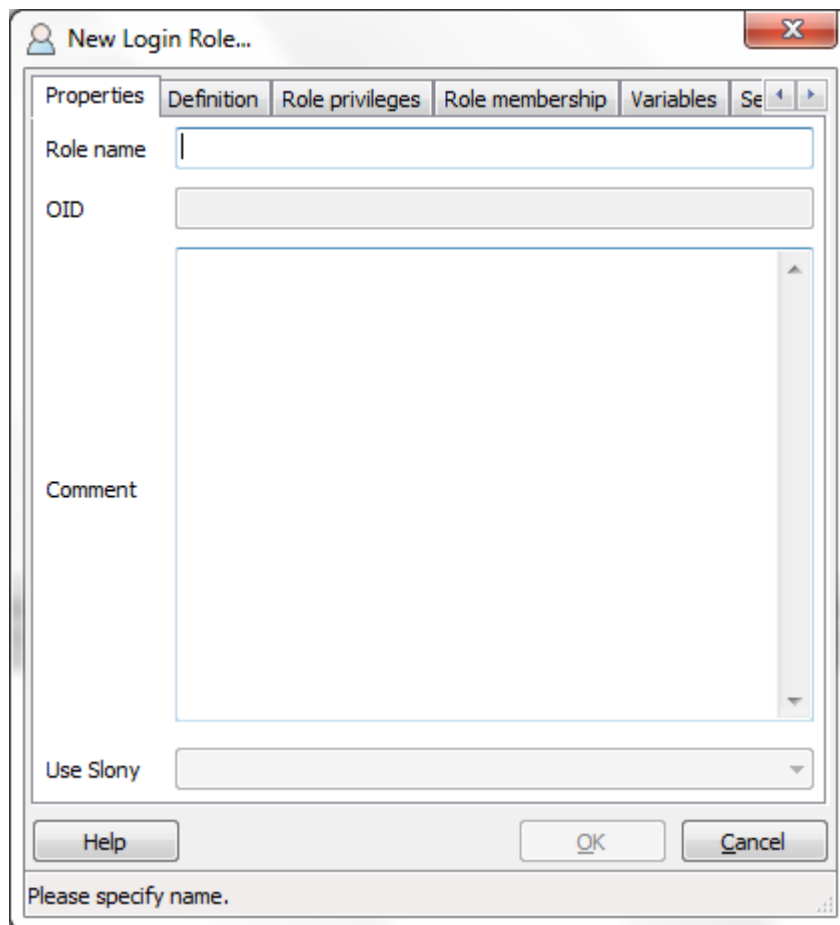 New Login Role...
Properties Definition Role privileges Role membership Variables Se
Role name
OID
Comment
Use Slony
Help OK Cancel
Please specify name.